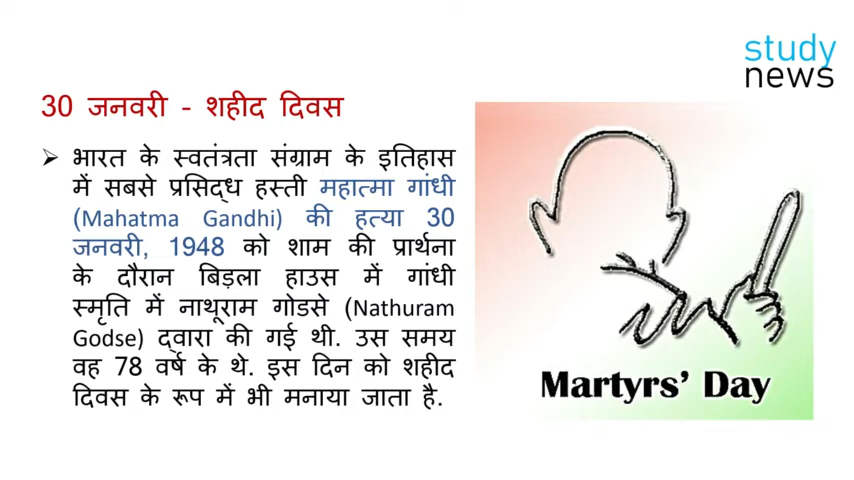 study
news
30 जनवरी - शहीद दिवस
➢ भारत के स्वतंत्रता संग्राम के इतिहास
में सबसे प्रसिद्ध हस्ती महात्मा गांधी
(Mahatma Gandhi) की हत्या 30
जनवरी, 1948 को शाम की प्रार्थना
के दौरान बिड़ला हाउस में गांधी
स्मृति में नाथूराम गोडसे (Nathuram
Godse) द्वारा की गई थी. उस समय
वह 78 वर्ष के थे. इस दिन को शहीद
दिवस के रूप में भी मनाया जाता है.
Martyrs' Day